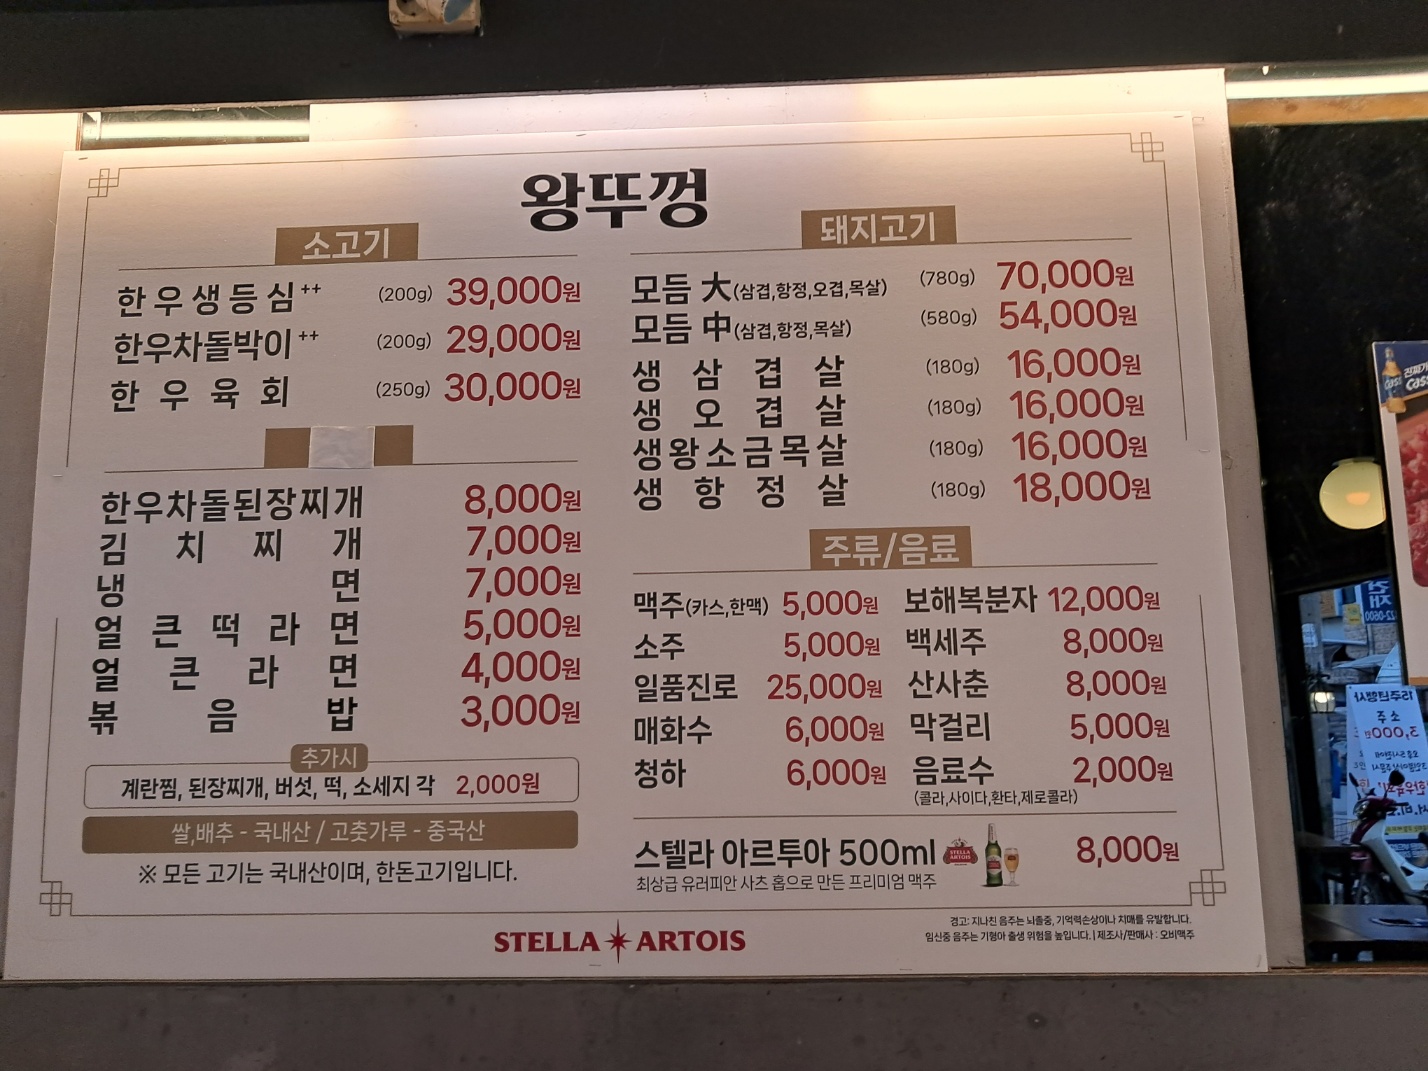 왕뚜껑
소고기
한우생등심++ (200g) 39,000원
한우차돌박이++ (200g) 29,000원
한우육회 (250g) 30,000원
한우차돌된장찌개 8,000원
김치찌개 7,000원
냉면 7,000원
얼큰떡라면 5,000원
얼큰라면 4,000원
볶음밥 3,000원
추가시
계란찜, 된장찌개, 버섯, 떡, 소세지 각 2,000원
쌀,배추 - 국내산 / 고춧가루 - 중국산
※ 모든 고기는 국내산이며, 한돈고기입니다.
돼지고기
모듬 大(삼겹,항정,오겹,목살) (780g) 70,000원
모듬 中(삼겹,항정,목살) (580g) 54,000원
생삼겹살 (180g) 16,000원
생오겹살 (180g) 16,000원
생왕소금목살 (180g) 16,000원
생항정살 (180g) 18,000원
주류/음료
맥주(카스,한맥) 5,000원 보해복분자 12,000원
소주 5,000원 백세주 8,000원
일품진로 25,000원 산사춘 8,000원
매화수 6,000원 막걸리 5,000원
청하 6,000원 음료수 2,000원
(콜라,사이다,환타,제로콜라)
스텔라 아르투아 500ml STELLA ARTOIS 8,000원
최상급 유러피안 사츠 홉으로 만든 프리미엄 맥주
STELLA ARTOIS
경고: 지나친 음주는 뇌졸중, 기억력손상이나 치매를 유발합니다.
임신중 음주는 기형아 출생 위험을 높입니다. | 제조사/판매사 : 오비맥주
cass
소주
3,000원